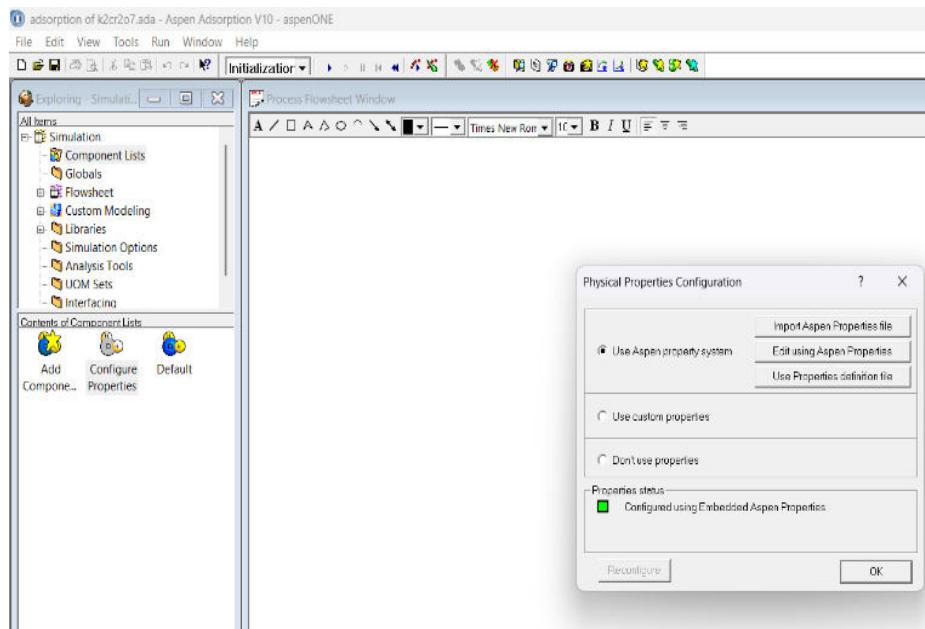 adsorption of k2cr2o7.ada - Aspen Adsorption V10 - aspenONE
File Edit View Tools Run Window Help
Initialization
Exploring - Simulati...
Process Flowsheet Window
All Items
A Times New Rom 10 B I U
Simulation
Component Lists
Globals
Flowsheet
Custom Modeling
Libraries
Simulation Options
Analysis Tools
UOM Sets
Interfacing
Contents of Component Lists
Add Compone...
Configure Properties
Default
Physical Properties Configuration ? X
Import Aspen Properties file
Use Aspen property system
Edit using Aspen Properties
Use Properties definition file
Use custom properties
Don't use properties
Properties status
Configured using Embedded Aspen Properties
Reconfigure
OK